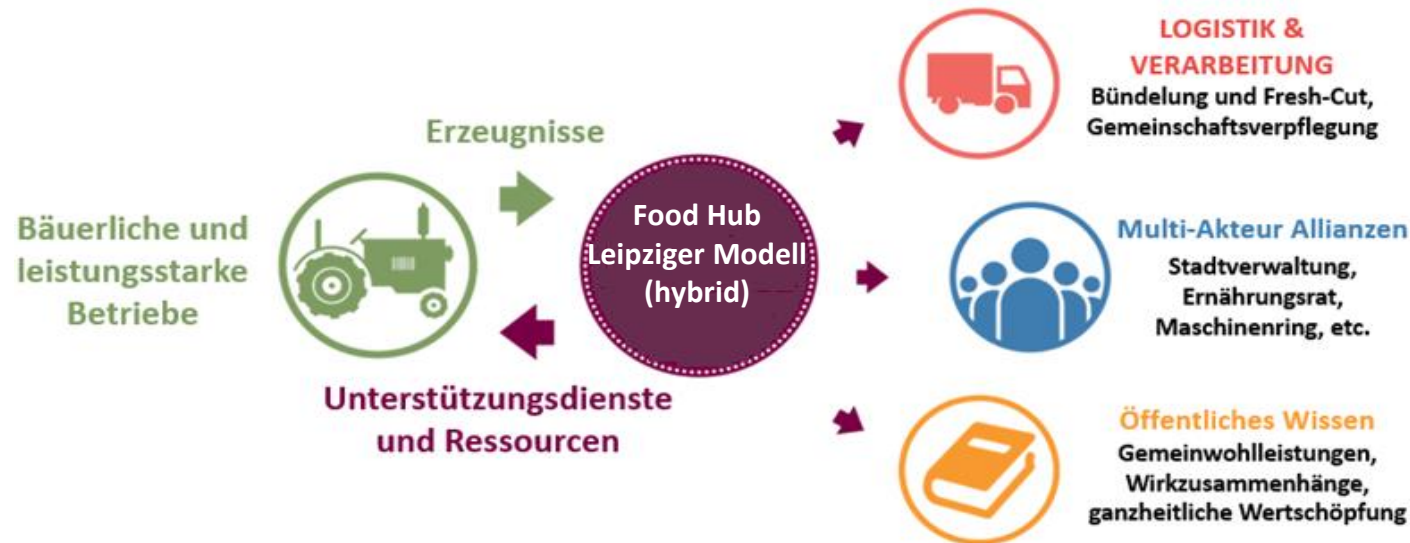 Bäuerliche und
leistungsstarke
Betriebe
Erzeugnisse
Unterstützungsdienste
und Ressourcen
Food Hub
Leipziger Modell
(hybrid)
LOGISTIK &
VERARBEITUNG
Bündelung und Fresh-Cut,
Gemeinschaftsverpflegung
Multi-Akteur Allianzen
Stadtverwaltung,
Ernährungsrat,
Maschinenring, etc.
Öffentliches Wissen
Gemeinwohlleistungen,
Wirkzusammenhänge,
ganzheitliche Wertschöpfung